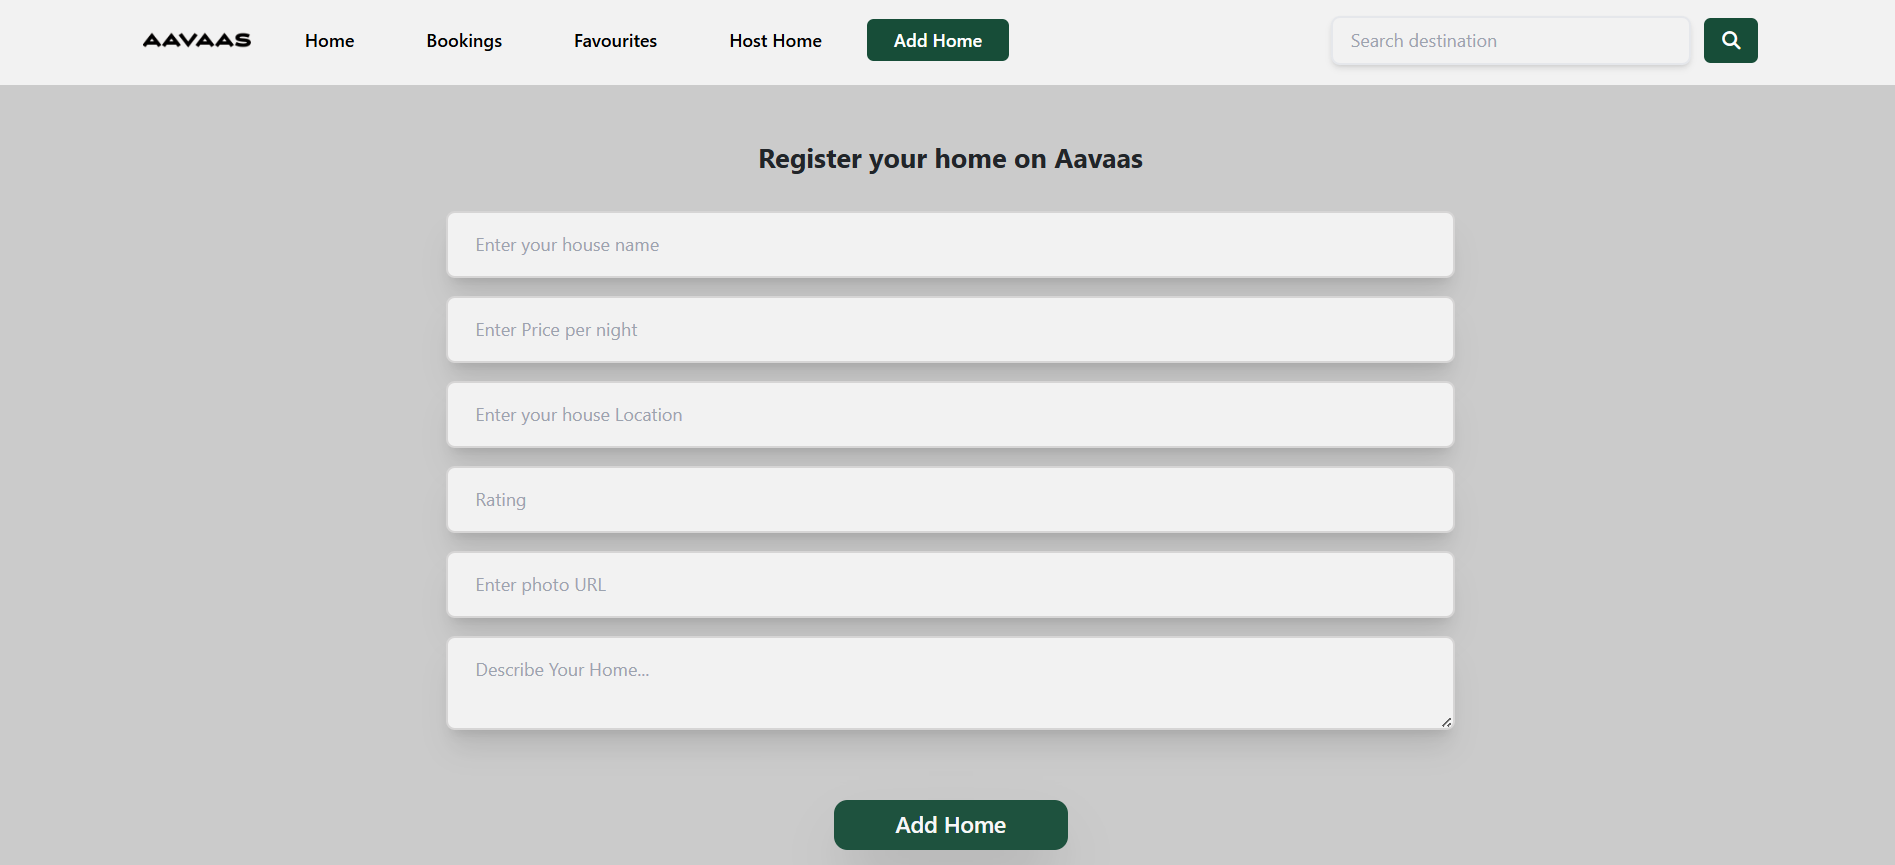 AAVAAS Home Bookings Favourites Host Home Add Home Search destination
Register your home on Aavaas
Enter your house name
Enter Price per night
Enter your house Location
Rating
Enter photo URL
Describe Your Home...
Add Home